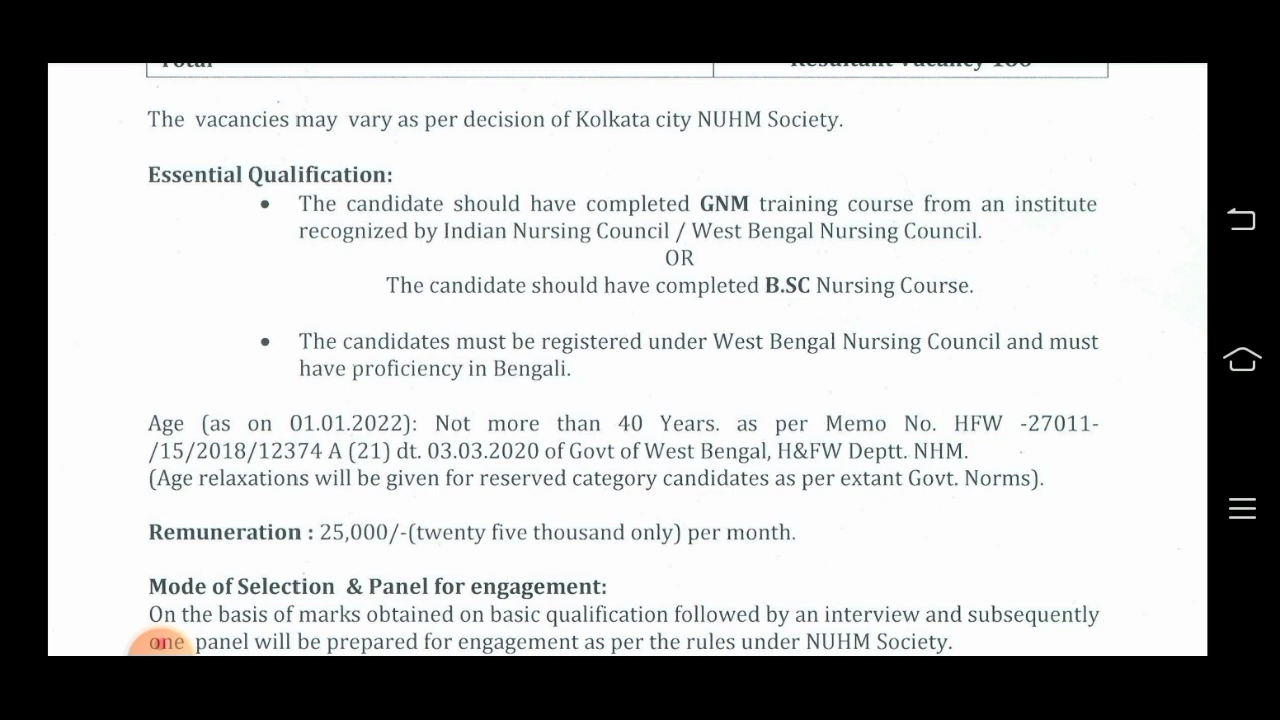 The vacancies may vary as per decision of Kolkata city NUHM Society.
Essential Qualification:
• The candidate should have completed GNM training course from an institute
recognized by Indian Nursing Council / West Bengal Nursing Council.
OR
The candidate should have completed B.SC Nursing Course.
• The candidates must be registered under West Bengal Nursing Council and must
have proficiency in Bengali.
Age (as on 01.01.2022): Not more than 40 Years. as per Memo No. HFW -27011-
/15/2018/12374 A (21) dt. 03.03.2020 of Govt of West Bengal, H&FW Deptt. NHM.
(Age relaxations will be given for reserved category candidates as per extant Govt. Norms).
Remuneration : 25,000/-(twenty five thousand only) per month.
Mode of Selection & Panel for engagement:
On the basis of marks obtained on basic qualification followed by an interview and subsequently
one panel will be prepared for engagement as per the rules under NUHM Society.